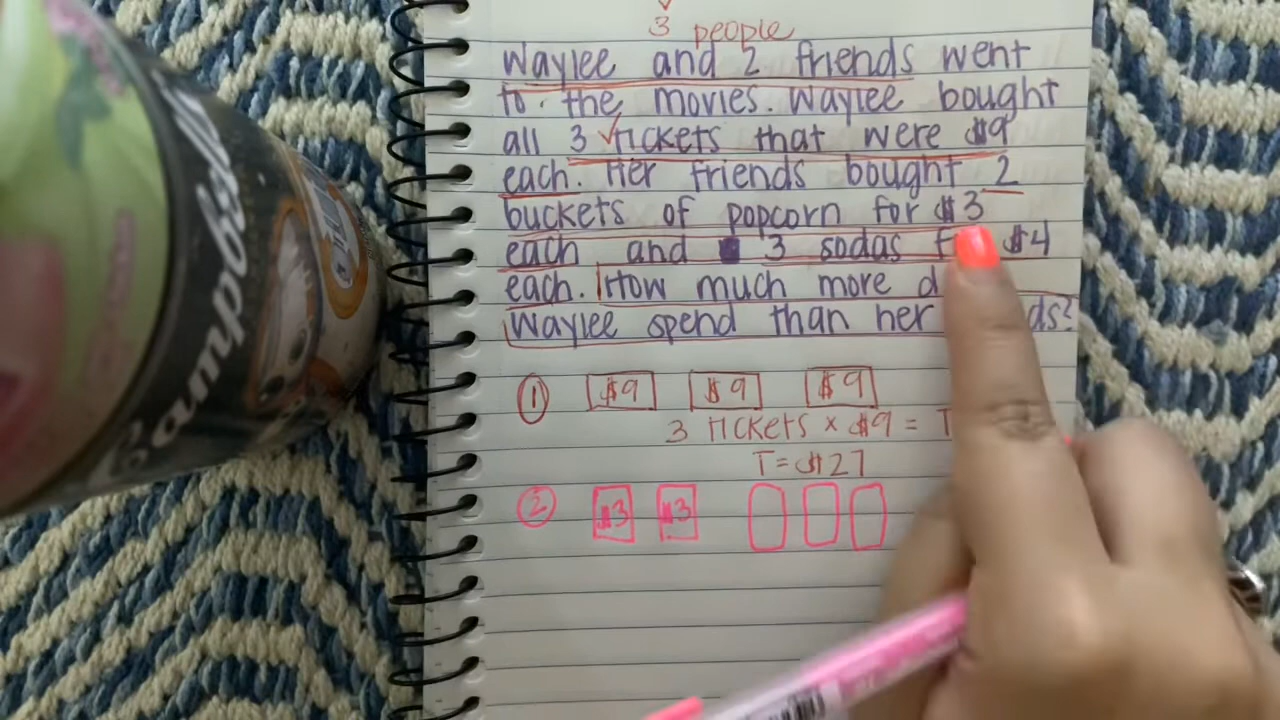 3 people
Waylee and 2 friends went
to the movies. Waylee bought
all 3 tickets that were $9
each. Her friends bought 2
buckets of popcorn for $3
each and 3 sodas $4
each. How much more
Waylee spend than her
① $9 $9 $9
3 tickets × $9 = T
T = $27
② $3 $3
Campho